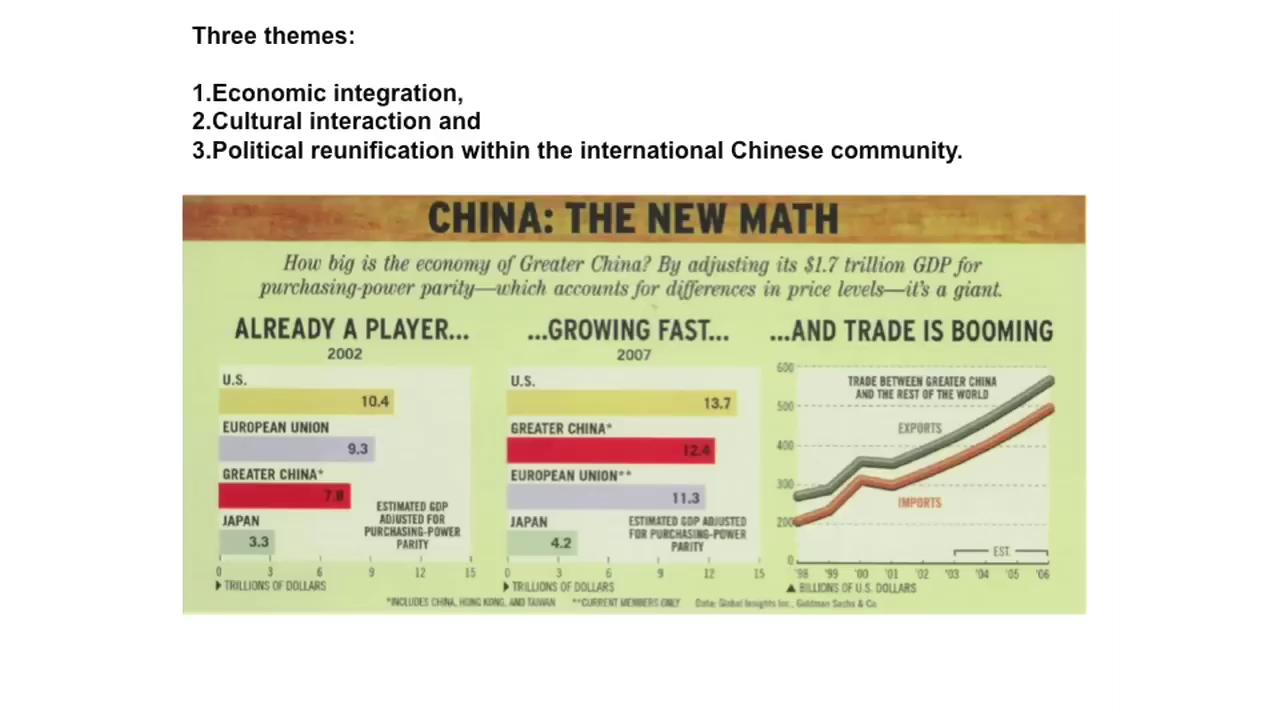 Three themes:
1.Economic integration,
2.Cultural interaction and
3.Political reunification within the international Chinese community.
CHINA: THE NEW MATH
How big is the economy of Greater China? By adjusting its $1.7 trillion GDP for
purchasing-power parity—which accounts for differences in price levels—it's a giant.
ALREADY A PLAYER...
2002
U.S.
10.4
EUROPEAN UNION
9.3
GREATER CHINA*
7.8
JAPAN
3.3
ESTIMATED GDP
ADJUSTED FOR
PURCHASING-POWER
PARITY
0 3 6 9 12 15
TRILLIONS OF DOLLARS
...GROWING FAST...
2007
U.S.
13.7
GREATER CHINA*
12.4
EUROPEAN UNION**
11.3
JAPAN
4.2
ESTIMATED GDP ADJUSTED
FOR PURCHASING-POWER
PARITY
0 3 6 9 12 15
TRILLIONS OF DOLLARS
...AND TRADE IS BOOMING
600
500
400
300
200
0
TRADE BETWEEN GREATER CHINA
AND THE REST OF THE WORLD
EXPORTS
IMPORTS
EST.
'98 '99 '00 '01 '02 '03 '04 '05 '06
BILLIONS OF U.S. DOLLARS
*INCLUDES CHINA, HONG KONG, AND TAIWAN **CURRENT MEMBERS ONLY Data: Global Insights Inc., Goldman Sachs & Co